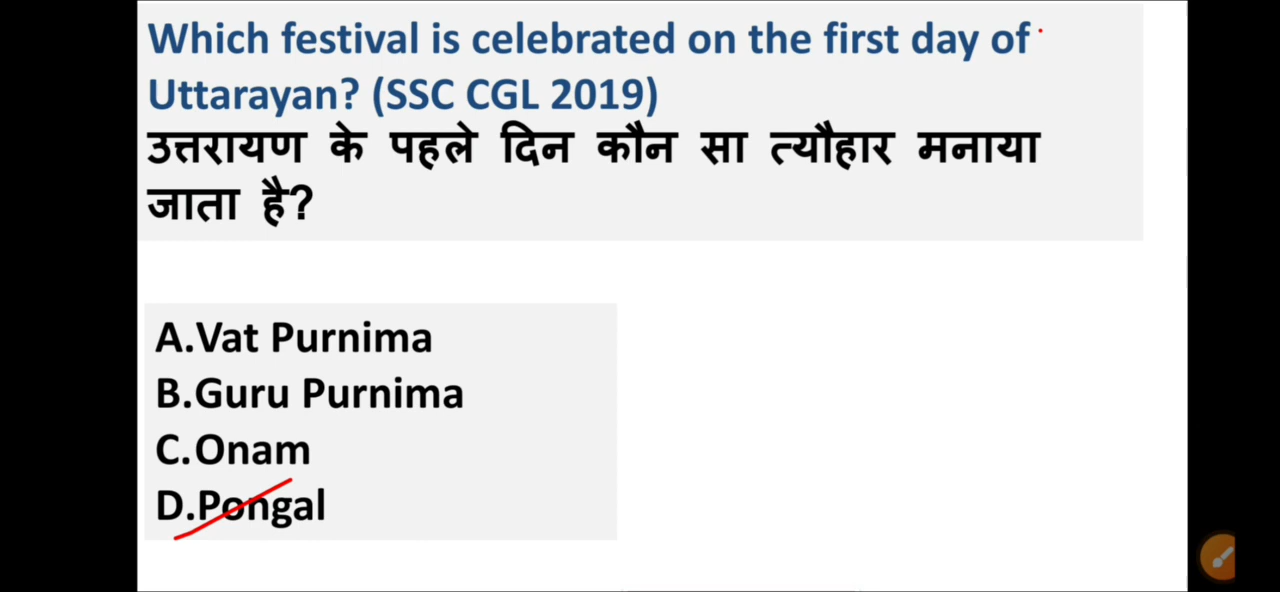 Which festival is celebrated on the first day of
Uttarayan? (SSC CGL 2019)
उत्तरायण के पहले दिन कौन सा त्यौहार मनाया
जाता है?
A.Vat Purnima
B.Guru Purnima
C.Onam
D.Pongal